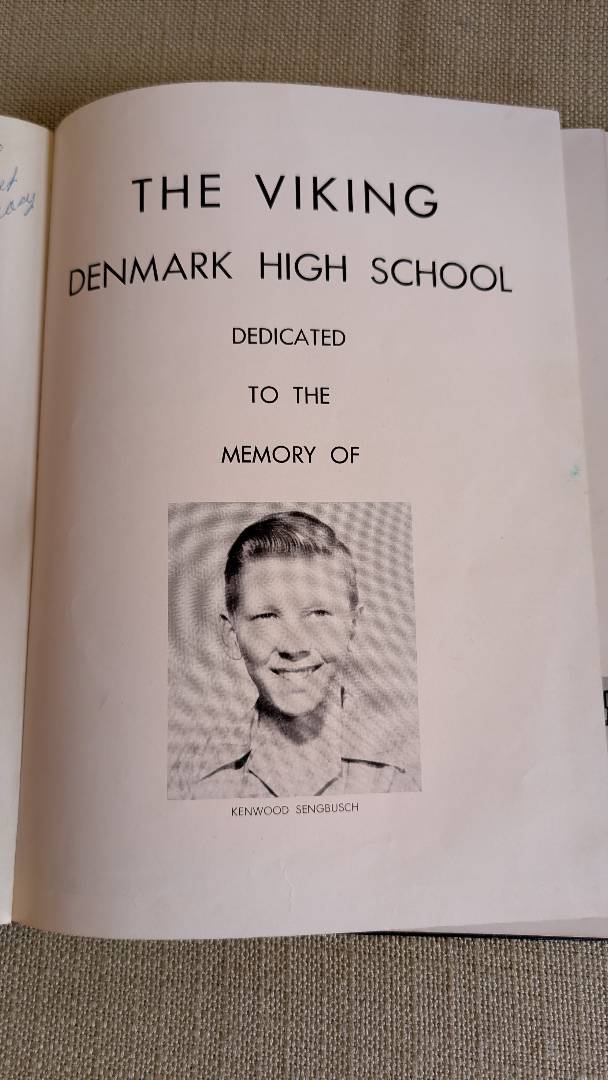 THE VIKING
DENMARK HIGH SCHOOL
DEDICATED
TO THE
MEMORY OF
KENWOOD SENGBUSCH